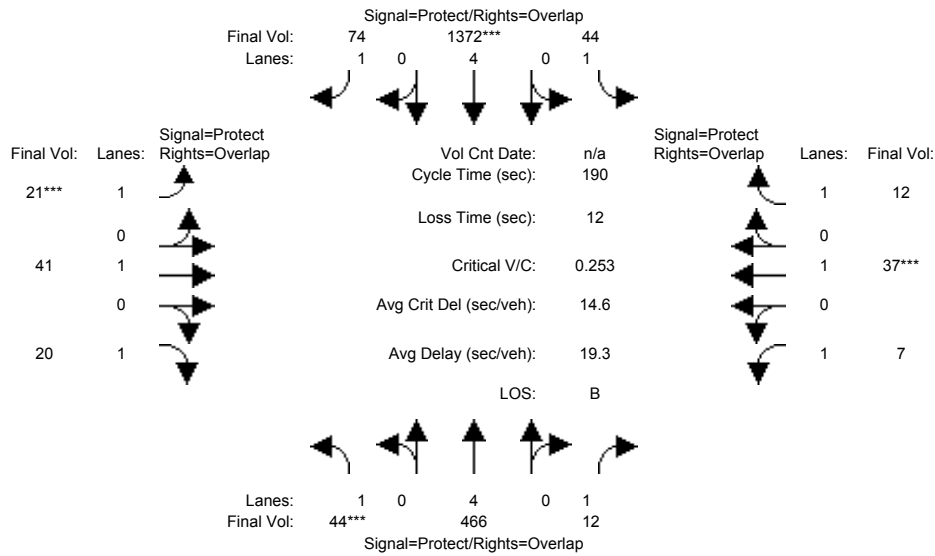 Signal=Protect/Rights=Overlap
Final Vol: 74 1372*** 44
Lanes: 1 0 4 0 1
Signal=Protect Signal=Protect
Final Vol: Lanes: Rights=Overlap Vol Cnt Date: n/a Rights=Overlap Lanes: Final Vol:
Cycle Time (sec): 190
21*** 1 1 12
Loss Time (sec): 12
0 0
41 1 Critical V/C: 0.253 1 37***
0 Avg Crit Del (sec/veh): 14.6 0
20 1 Avg Delay (sec/veh): 19.3 1 7
LOS: B
Lanes: 1 0 4 0 1
Final Vol: 44*** 466 12
Signal=Protect/Rights=Overlap